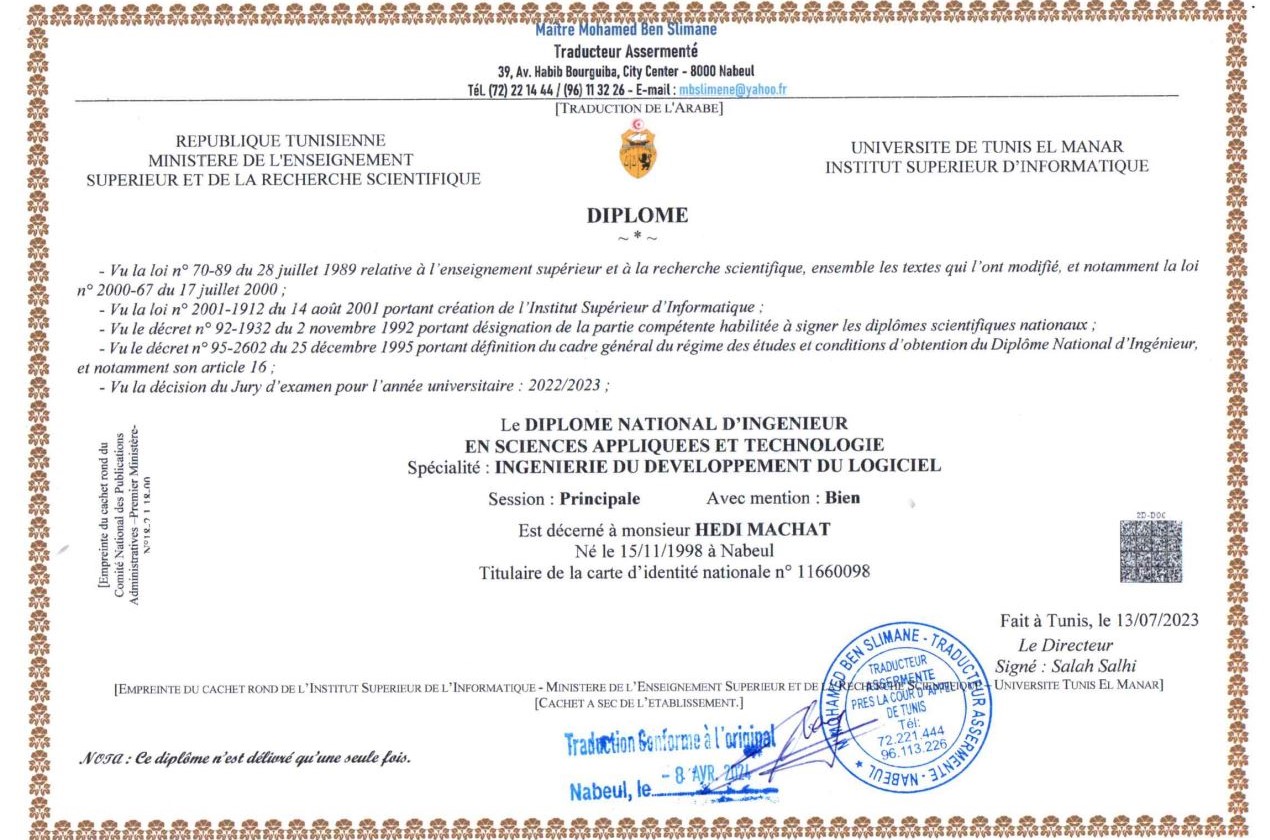 Maître Mohamed Ben Slimane
Traducteur Assermenté
39, Av. Habib Bourguiba, City Center - 8000 Nabeul
Tél. (72) 22 14 44 / (96) 11 32 26 - E-mail : mbslimene@yahoo.fr
[TRADUCTION DE L'ARABE]
REPUBLIQUE TUNISIENNE
MINISTERE DE L'ENSEIGNEMENT
SUPERIEUR ET DE LA RECHERCHE SCIENTIFIQUE
UNIVERSITE DE TUNIS EL MANAR
INSTITUT SUPERIEUR D'INFORMATIQUE
DIPLOME
~ * ~
- Vu la loi n° 70-89 du 28 juillet 1989 relative à l'enseignement supérieur et à la recherche scientifique, ensemble les textes qui l'ont modifié, et notamment la loi
n° 2000-67 du 17 juillet 2000 ;
- Vu la loi n° 2001-1912 du 14 août 2001 portant création de l'Institut Supérieur d'Informatique ;
- Vu le décret n° 92-1932 du 2 novembre 1992 portant désignation de la partie compétente habilitée à signer les diplômes scientifiques nationaux ;
- Vu le décret n° 95-2602 du 25 décembre 1995 portant définition du cadre général du régime des études et conditions d'obtention du Diplôme National d'Ingénieur,
et notamment son article 16 ;
- Vu la décision du Jury d'examen pour l'année universitaire : 2022/2023 ;
[Empreinte du cachet rond du
Comité National des Publications
Administratives –Premier Ministère-
Le DIPLOME NATIONAL D'INGENIEUR
EN SCIENCES APPLIQUEES ET TECHNOLOGIE
Spécialité : INGENIERIE DU DEVELOPPEMENT DU LOGICIEL
Session : Principale Avec mention : Bien
Est décerné à monsieur HEDI MACHAT
Né le 15/11/1998 à Nabeul
Titulaire de la carte d'identité nationale n° 11660098
2D-DOC
Fait à Tunis, le 13/07/2023
Le Directeur
Signé : Salah Salhi
[EMPREINTE DU CACHET ROND DE L'INSTITUT SUPERIEUR DE L'INFORMATIQUE - MINISTERE DE L'ENSEIGNEMENT SUPERIEUR ET DE LA RECHERCHE SCIENTIFIQUE – UNIVERSITE TUNIS EL MANAR]
[CACHET A SEC DE L'ETABLISSEMENT.]
MOHAMED BEN SLIMANE - TRADUCTEUR ASSERMENTE - NABEUL
TRADUCTEUR
ASSERMENTE
PRES LA COUR D'APPEL
DE TUNIS
Tél:
72.221.444
96.113.226
Traduction Conforme à l'original
Nabeul, le - 8 AVR. 2024
NOTA : Ce diplôme n'est délivré qu'une seule fois.